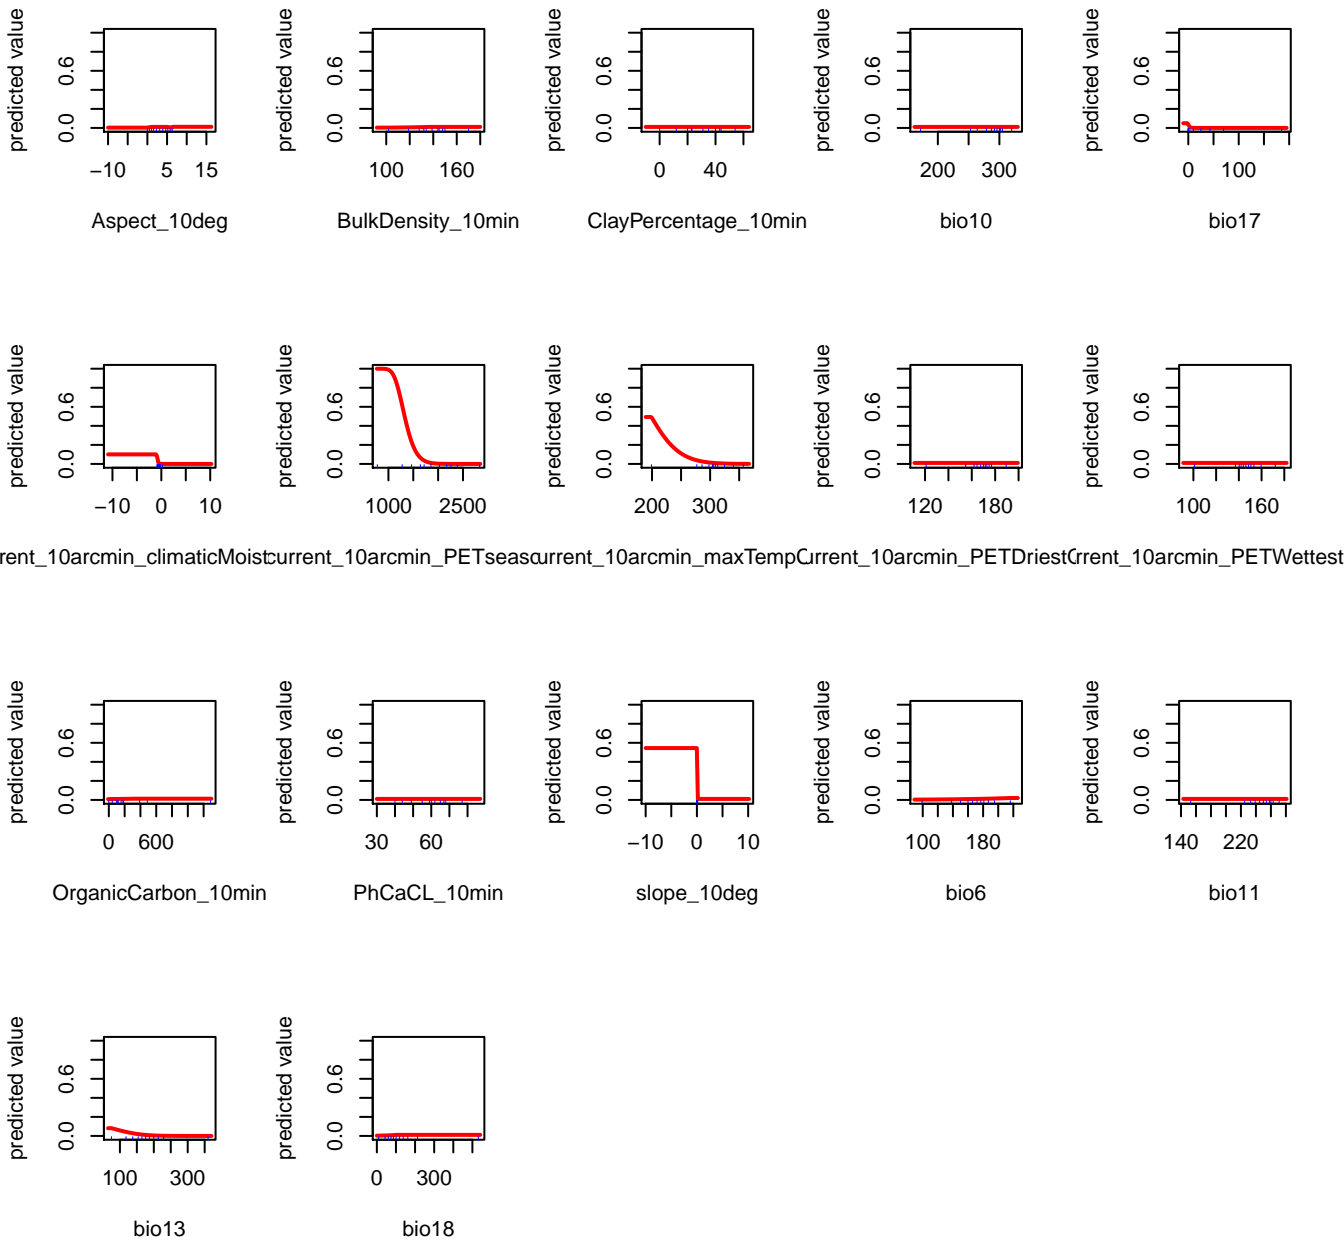 predicted value
0.0 0.6
−10 5 15
Aspect_10deg
predicted value
0.0 0.6
100 160
BulkDensity_10min
predicted value
0.0 0.6
0 40
ClayPercentage_10min
predicted value
0.0 0.6
200 300
bio10
predicted value
0.0 0.6
0 100
bio17
predicted value
0.0 0.6
−10 0 10
rent_10arcmin_climaticMoist
predicted value
0.0 0.6
1000 2500
current_10arcmin_PETseaso
predicted value
0.0 0.6
200 300
urrent_10arcmin_maxTempC
predicted value
0.0 0.6
120 180
urrent_10arcmin_PETDriestQ
predicted value
0.0 0.6
100 160
rrent_10arcmin_PETWettest
predicted value
0.0 0.6
0 600
OrganicCarbon_10min
predicted value
0.0 0.6
30 60
PhCaCL_10min
predicted value
0.0 0.6
−10 0 10
slope_10deg
predicted value
0.0 0.6
100 180
bio6
predicted value
0.0 0.6
140 220
bio11
predicted value
0.0 0.6
100 300
bio13
predicted value
0.0 0.6
0 300
bio18